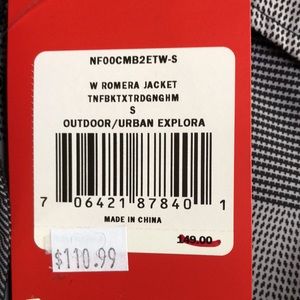 NF00CMB2ETW-S
W ROMERA JACKET
TNFBKTXTRDGNGHM
S
OUTDOOR/URBAN EXPLORA
7 06421 87840 1
MADE IN CHINA
149.00
$110.99